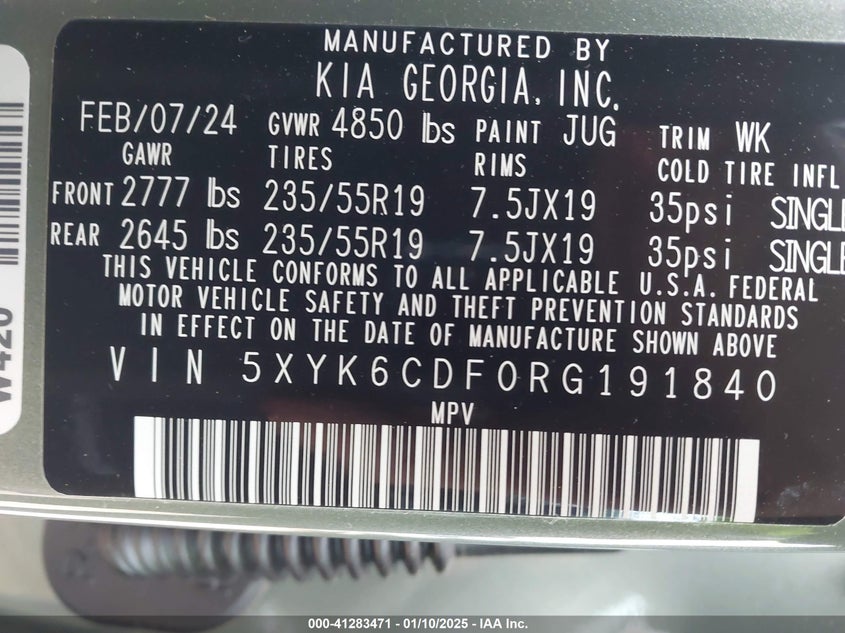 MANUFACTURED BY
KIA GEORGIA, INC.
FEB/07/24 GVWR 4850 lbs PAINT JUG TRIM WK
GAWR TIRES RIMS COLD TIRE INFL
FRONT 2777 lbs 235/55R19 7.5JX19 35psi SINGLE
REAR 2645 lbs 235/55R19 7.5JX19 35psi SINGLE
THIS VEHICLE CONFORMS TO ALL APPLICABLE U.S.A. FEDERAL
MOTOR VEHICLE SAFETY AND THEFT PREVENTION STANDARDS
IN EFFECT ON THE DATE OF MANUFACTURE SHOWN ABOVE
VIN 5XYK6CDF0RG191840
MPV
000-41283471 — 01/10/2025 — IAA Inc.